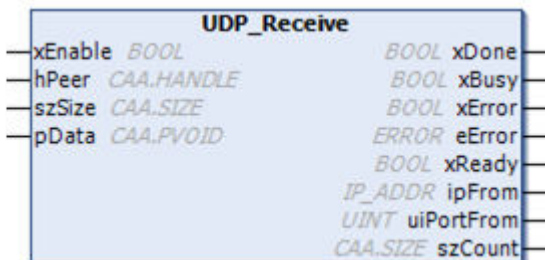 UDP_Receive
xEnable BOOL BOOL xDone
hPeer CAA.HANDLE BOOL xBusy
szSize CAA.SIZE BOOL xError
pData CAA.PVOID ERROR eError
BOOL xReady
IP_ADDR ipFrom
UINT uiPortFrom
CAA.SIZE szCount